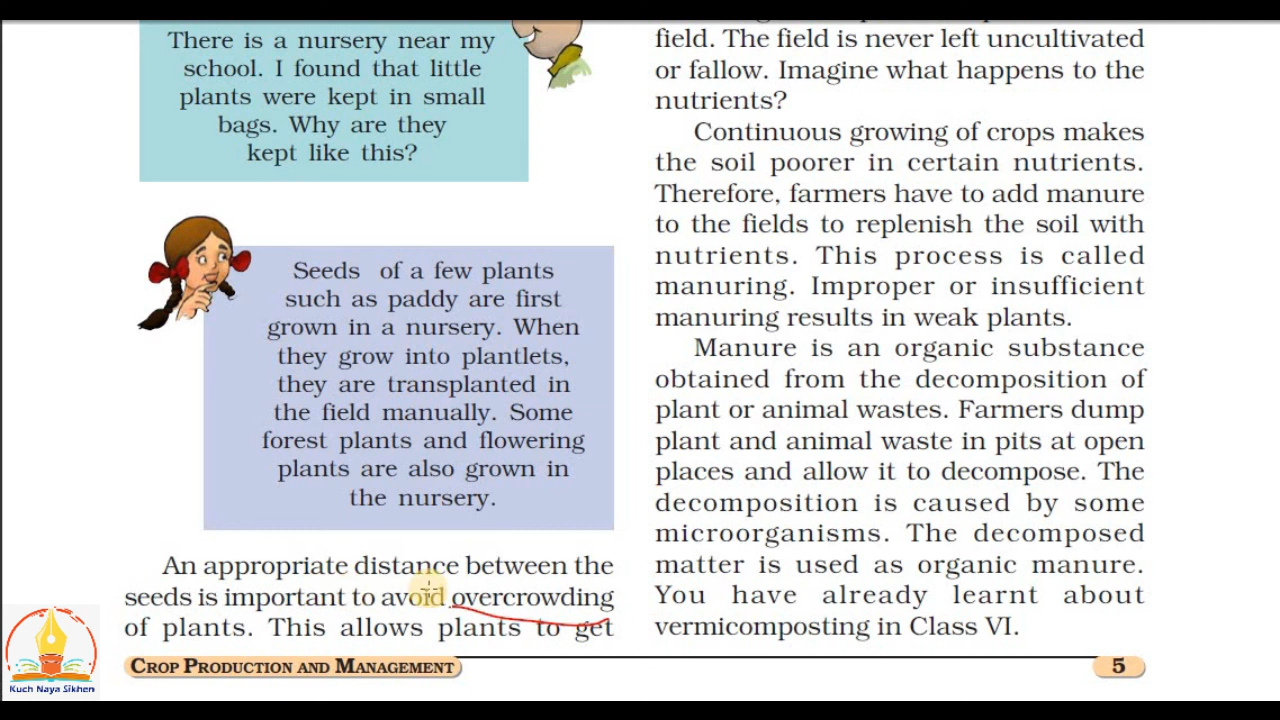 There is a nursery near my
school. I found that little
plants were kept in small
bags. Why are they
kept like this?
Seeds of a few plants
such as paddy are first
grown in a nursery. When
they grow into plantlets,
they are transplanted in
the field manually. Some
forest plants and flowering
plants are also grown in
the nursery.
An appropriate distance between the
seeds is important to avoid overcrowding
of plants. This allows plants to get
field. The field is never left uncultivated
or fallow. Imagine what happens to the
nutrients?
Continuous growing of crops makes
the soil poorer in certain nutrients.
Therefore, farmers have to add manure
to the fields to replenish the soil with
nutrients. This process is called
manuring. Improper or insufficient
manuring results in weak plants.
Manure is an organic substance
obtained from the decomposition of
plant or animal wastes. Farmers dump
plant and animal waste in pits at open
places and allow it to decompose. The
decomposition is caused by some
microorganisms. The decomposed
matter is used as organic manure.
You have already learnt about
vermicomposting in Class VI.
Kuch Naya Sikhen
CROP PRODUCTION AND MANAGEMENT
5